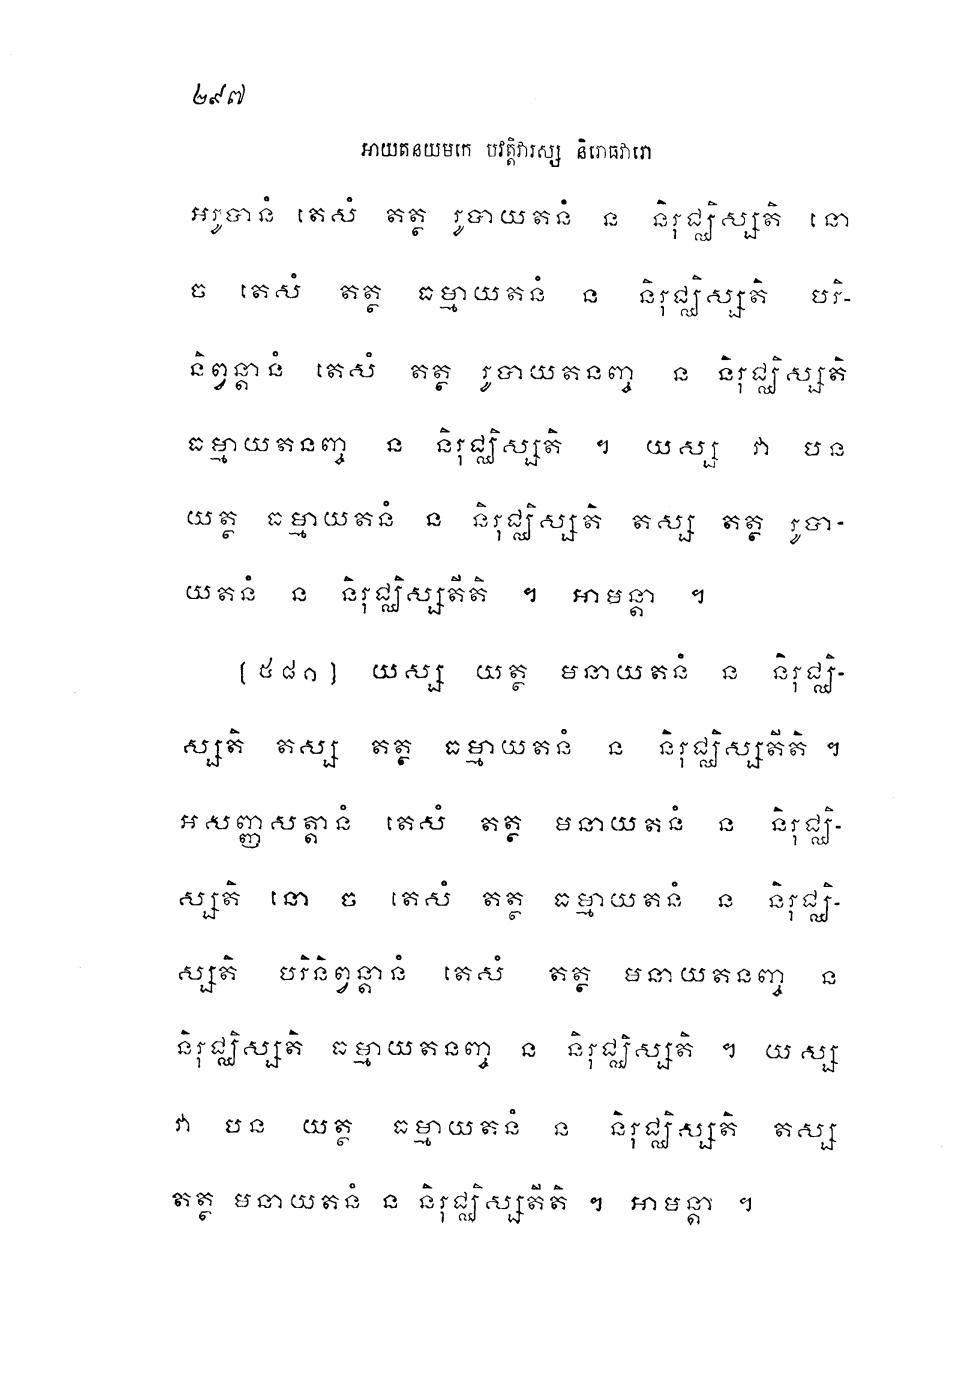 ២៩៧
អាយតនយមកេ បវត្តិវារស្ស និរោធវារោ
អរូបានំ តេសំ តត្ថ រូបាយតនំ ន និរុជ្ឈិស្សតិ នោ
ច តេសំ តត្ថ ធម្មាយតនំ ន និរុជ្ឈិស្សតិ បរិ-
និព្វន្តានំ តេសំ តត្ថ រូបាយតនញ្ច ន និរុជ្ឈិស្សតិ
ធម្មាយតនញ្ច ន និរុជ្ឈិស្សតិ ។ យស្ស វា បន
យត្ថ ធម្មាយតនំ ន និរុជ្ឈិស្សតិ តស្ស តត្ថ រូបា-
យតនំ ន និរុជ្ឈិស្សតីតិ ។ អាមន្តា ។
[៥៨១] យស្ស យត្ថ មនាយតនំ ន និរុជ្ឈិ-
ស្សតិ តស្ស តត្ថ ធម្មាយតនំ ន និរុជ្ឈិស្សតីតិ ។
អសញ្ញសត្តានំ តេសំ តត្ថ មនាយតនំ ន និរុជ្ឈិ-
ស្សតិ នោ ច តេសំ តត្ថ ធម្មាយតនំ ន និរុជ្ឈិ-
ស្សតិ បរិនិព្វន្តានំ តេសំ តត្ថ មនាយតនញ្ច ន
និរុជ្ឈិស្សតិ ធម្មាយតនញ្ច ន និរុជ្ឈិស្សតិ ។ យស្ស
វា បន យត្ថ ធម្មាយតនំ ន និរុជ្ឈិស្សតិ តស្ស
តត្ថ មនាយតនំ ន និរុជ្ឈិស្សតីតិ ។ អាមន្តា ។